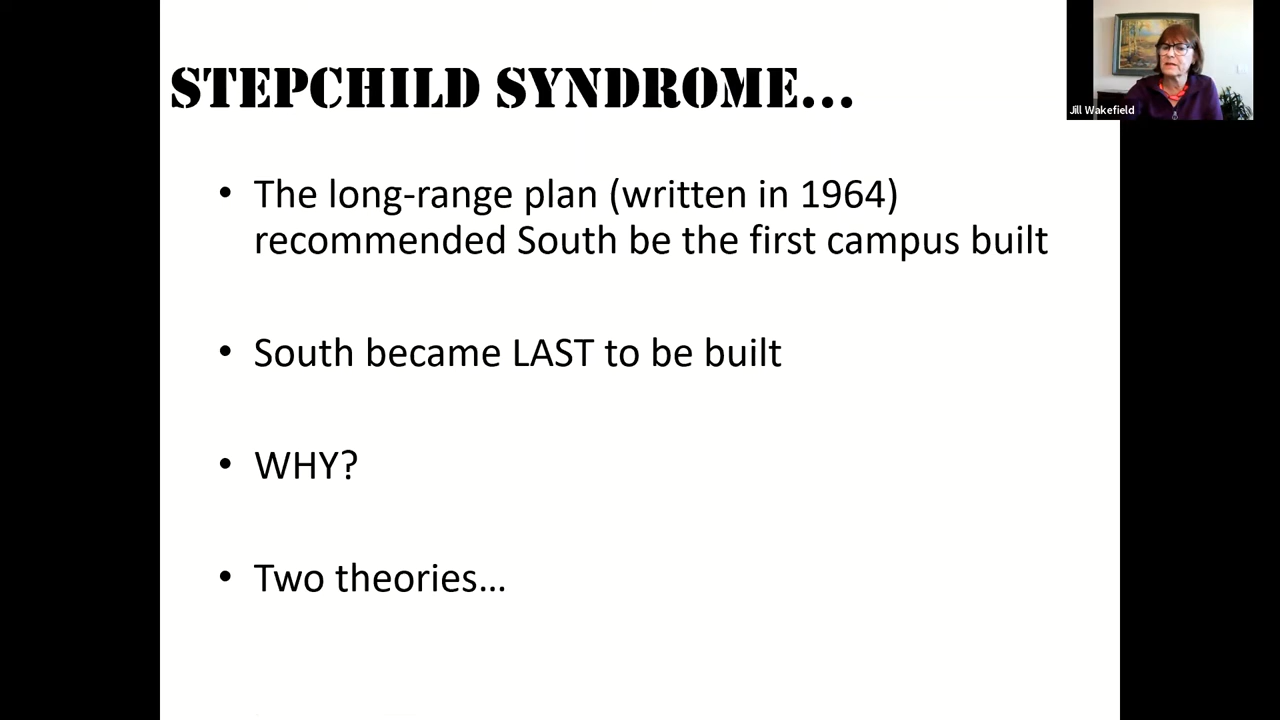 STEPCHILD SYNDROME...
Jill Wakefield
• The long-range plan (written in 1964)
recommended South be the first campus built
• South became LAST to be built
• WHY?
• Two theories...